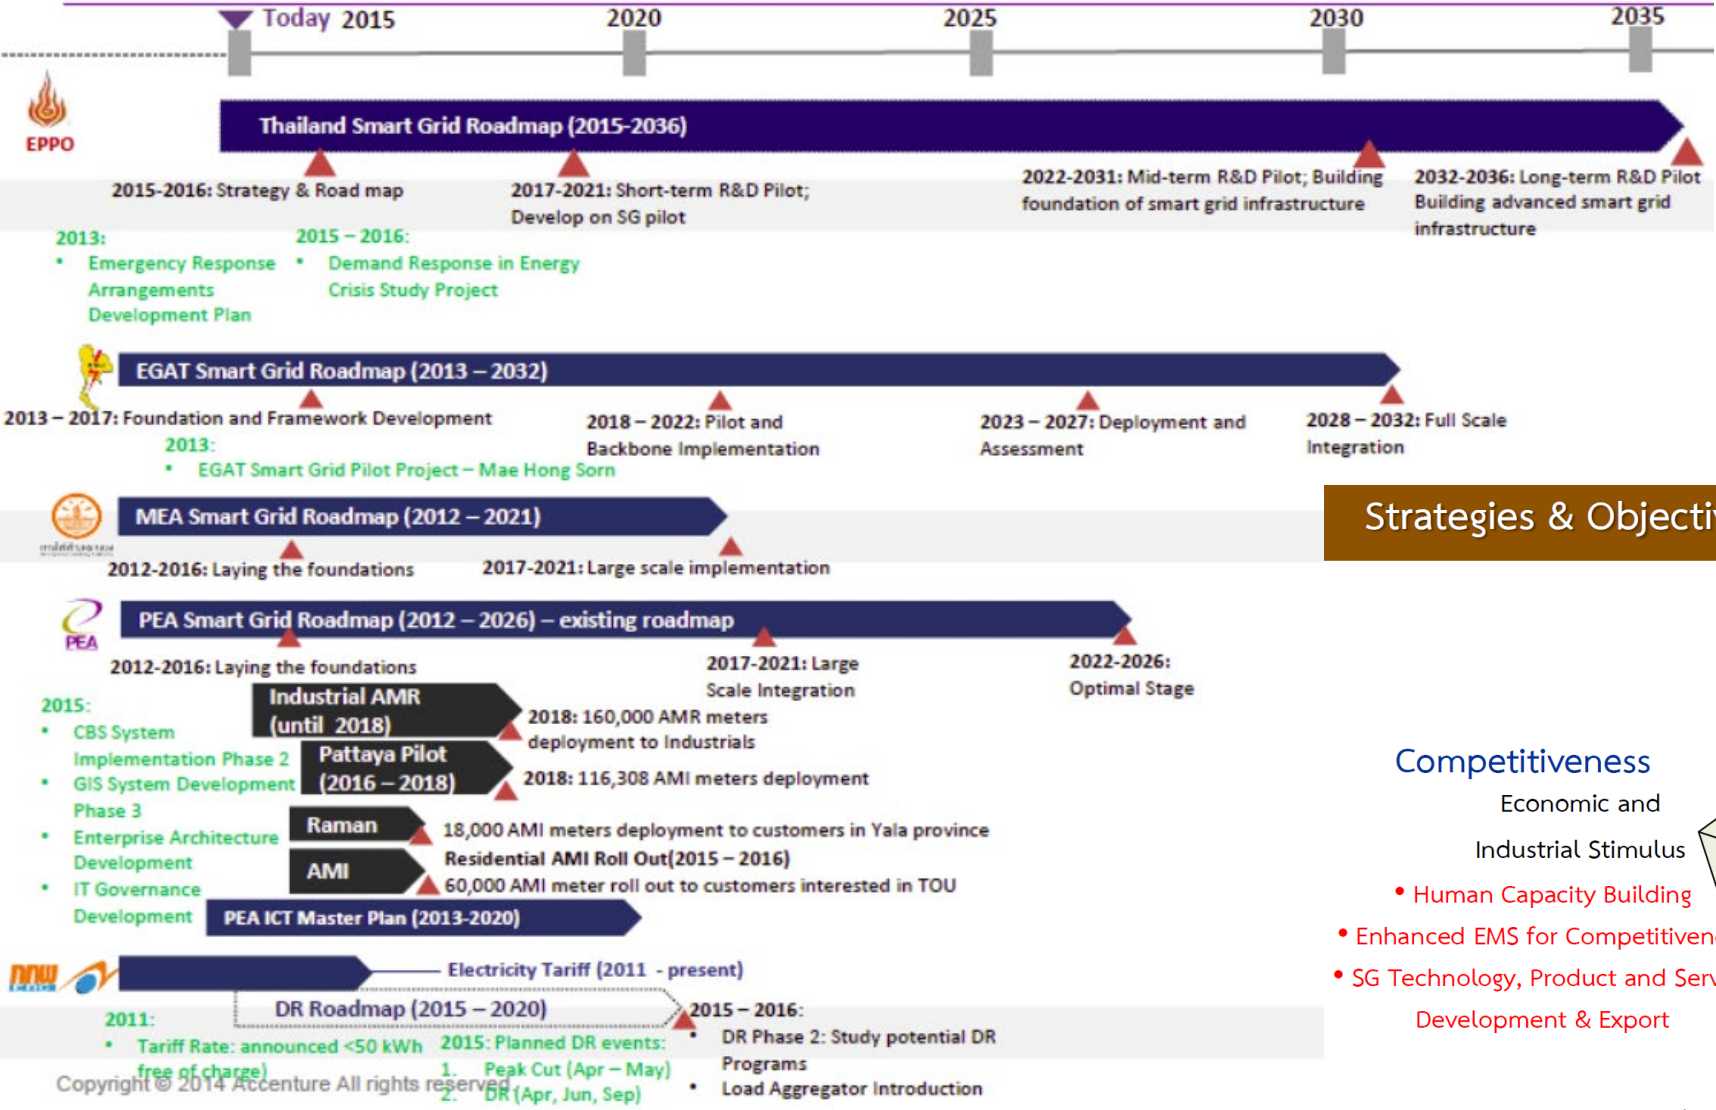 Today 2015
2020
2025
2030
2035
EPPO
Thailand Smart Grid Roadmap (2015-2036)
2015-2016: Strategy & Road map
2017-2021: Short-term R&D Pilot;
Develop on SG pilot
2022-2031: Mid-term R&D Pilot; Building
foundation of smart grid infrastructure
2032-2036: Long-term R&D Pilot
Building advanced smart grid
infrastructure
2013:
• Emergency Response
Arrangements
Development Plan
2015 – 2016:
• Demand Response in Energy
Crisis Study Project
EGAT Smart Grid Roadmap (2013 – 2032)
2013 – 2017: Foundation and Framework Development
2018 – 2022: Pilot and
Backbone Implementation
2023 – 2027: Deployment and
Assessment
2028 – 2032: Full Scale
Integration
2013:
• EGAT Smart Grid Pilot Project – Mae Hong Sorn
MEA Smart Grid Roadmap (2012 – 2021)
2012-2016: Laying the foundations
2017-2021: Large scale implementation
Strategies & Objectiv
PEA
PEA Smart Grid Roadmap (2012 – 2026) – existing roadmap
2012-2016: Laying the foundations
2017-2021: Large
Scale Integration
2022-2026:
Optimal Stage
2015:
• CBS System
Implementation Phase 2
• GIS System Development
Phase 3
• Enterprise Architecture
Development
• IT Governance
Development
Industrial AMR
(until 2018)
2018: 160,000 AMR meters
deployment to Industrials
Pattaya Pilot
(2016 – 2018)
2018: 116,308 AMI meters deployment
Raman
18,000 AMI meters deployment to customers in Yala province
AMI
Residential AMI Roll Out(2015 – 2016)
60,000 AMI meter roll out to customers interested in TOU
PEA ICT Master Plan (2013-2020)
Competitiveness
Economic and
Industrial Stimulus
• Human Capacity Building
• Enhanced EMS for Competitiven
• SG Technology, Product and Serv
Development & Export
Electricity Tariff (2011 - present)
DR Roadmap (2015 – 2020)
2011:
• Tariff Rate: announced <50 kWh
free of charge)
2015: Planned DR events:
1. Peak Cut (Apr – May)
2. DR (Apr, Jun, Sep)
2015 – 2016:
• DR Phase 2: Study potential DR
Programs
• Load Aggregator Introduction
Copyright © 2014 Accenture All rights reserved